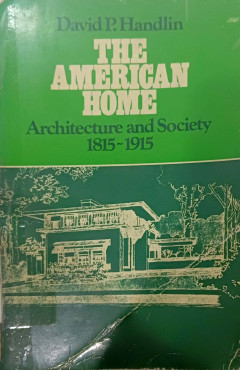 David P. Handlin
THE
AMERICAN
HOME
Architecture and Society
1815-1915